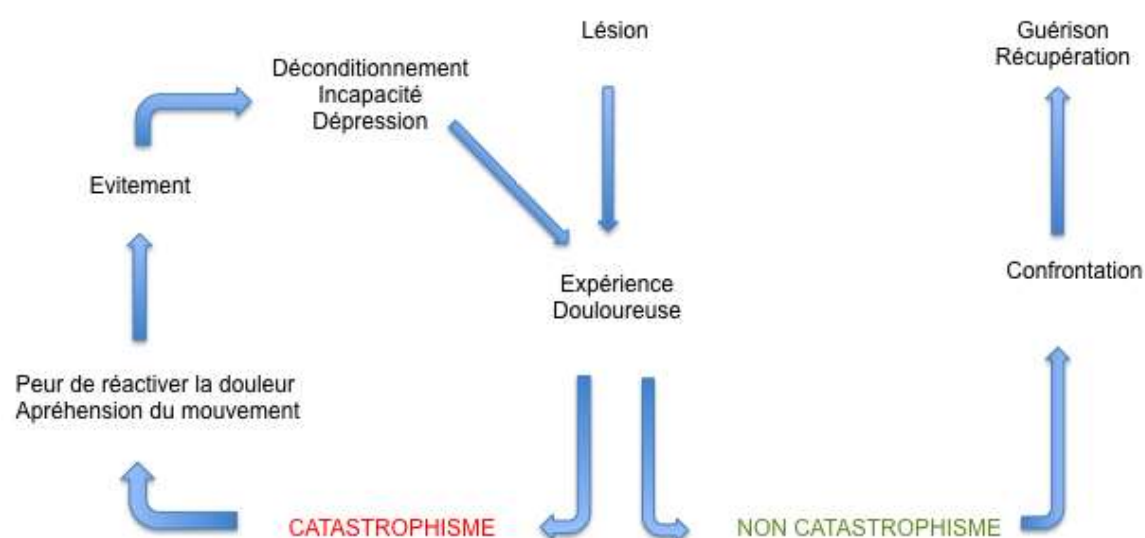 Lésion
Guérison
Récupération
Déconditionnement
Incapacité
Dépression
Evitement
Expérience
Douloureuse
Confrontation
Peur de réactiver la douleur
Apréhension du mouvement
CATASTROPHISME
NON CATASTROPHISME